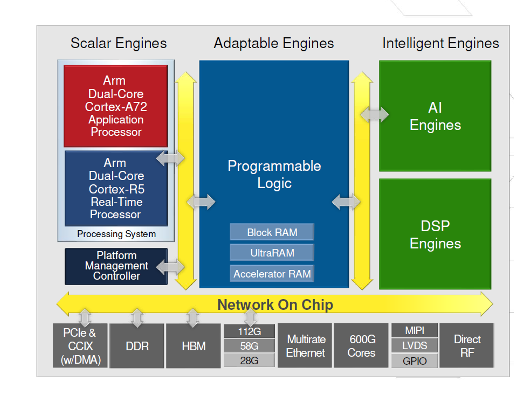 Scalar Engines
Adaptable Engines
Intelligent Engines
Arm
Dual-Core
Cortex-A72
Application
Processor
Arm
Dual-Core
Cortex-R5
Real-Time
Processor
Processing System
Platform
Management
Controller
Programmable
Logic
Block RAM
UltraRAM
Accelerator RAM
AI
Engines
DSP
Engines
Network On Chip
PCIe &
CCIX
(w/DMA)
DDR
HBM
112G
58G
28G
Multirate
Ethernet
600G
Cores
MIPI
LVDS
GPIO
Direct
RF